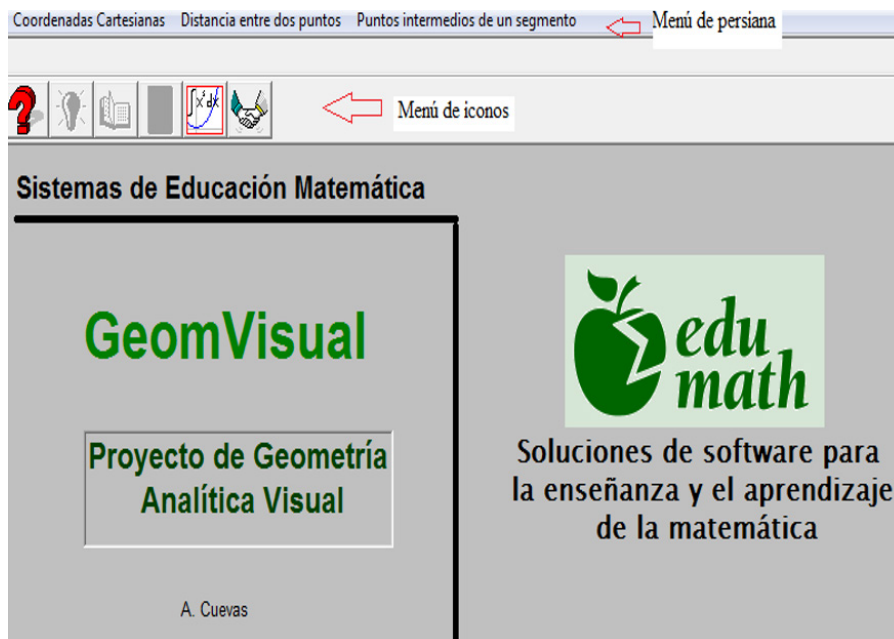 Coordenadas Cartesianas Distancia entre dos puntos Puntos intermedios de un segmento Menú de persiana
? ∫x²dx Menú de iconos
Sistemas de Educación Matemática
GeomVisual
Proyecto de Geometría
Analítica Visual
A. Cuevas
edu
math
Soluciones de software para
la enseñanza y el aprendizaje
de la matemática